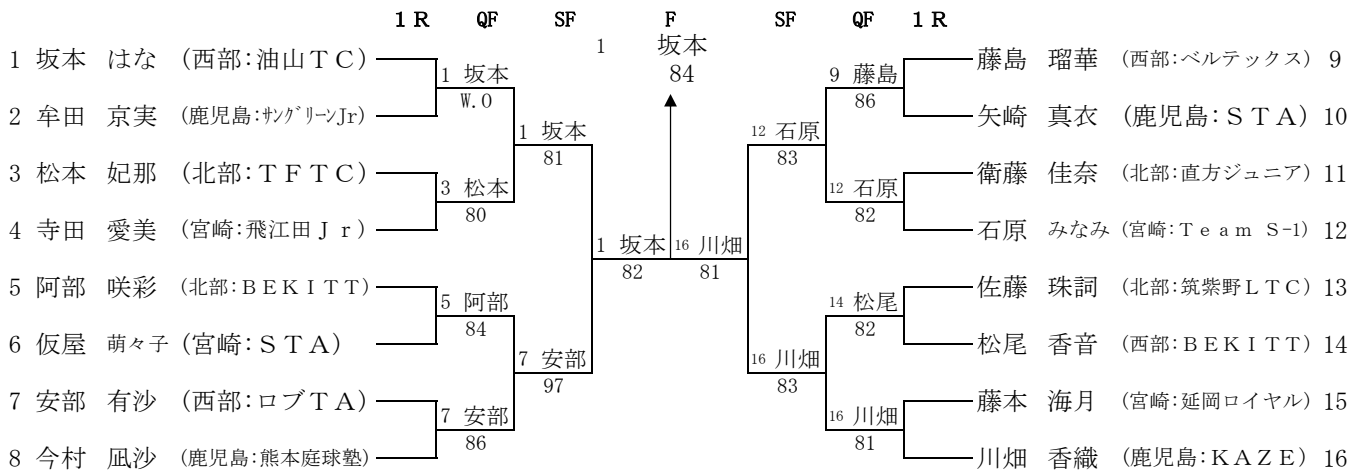 1 R QF SF F SF QF 1 R
1 坂本
84
1 坂本 はな (西部:油山TC)
藤島 瑠華 (西部:ベルテックス) 9
1 坂本
W.O
9 藤島
86
2 牟田 京実 (鹿児島:サングリーンJr)
矢崎 真衣 (鹿児島:STA) 10
1 坂本
81
12 石原
83
3 松本 妃那 (北部:TFTC)
衛藤 佳奈 (北部:直方ジュニア) 11
3 松本
80
12 石原
82
4 寺田 愛美 (宮崎:飛江田Jr)
石原 みなみ (宮崎:Team S-1) 12
1 坂本 16 川畑
82 81
5 阿部 咲彩 (北部:BEKITT)
佐藤 珠詞 (北部:筑紫野LTC) 13
5 阿部
84
14 松尾
82
6 仮屋 萌々子 (宮崎:STA)
松尾 香音 (西部:BEKITT) 14
7 安部
97
16 川畑
83
7 安部 有沙 (西部:ロブTA)
藤本 海月 (宮崎:延岡ロイヤル) 15
7 安部
86
16 川畑
81
8 今村 凪沙 (鹿児島:熊本庭球塾)
川畑 香織 (鹿児島:KAZE) 16